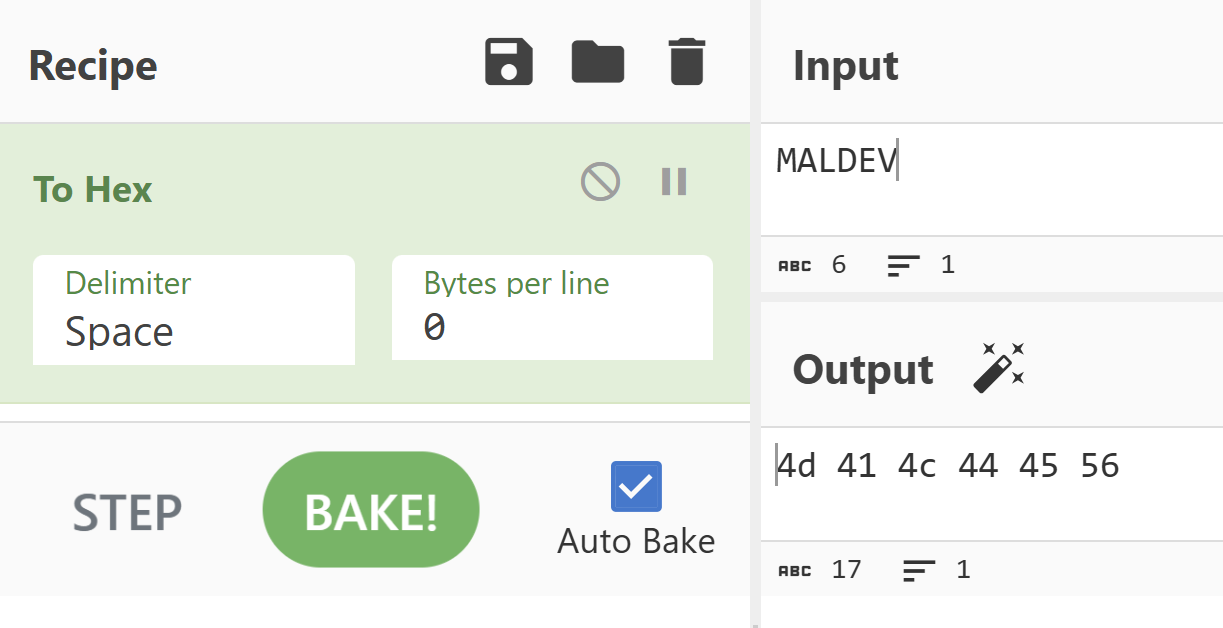 Recipe
To Hex
Delimiter
Space
Bytes per line
0
STEP
BAKE!
Auto Bake
Input
MALDEV
ABC 6 1
Output
4d 41 4c 44 45 56
ABC 17 1